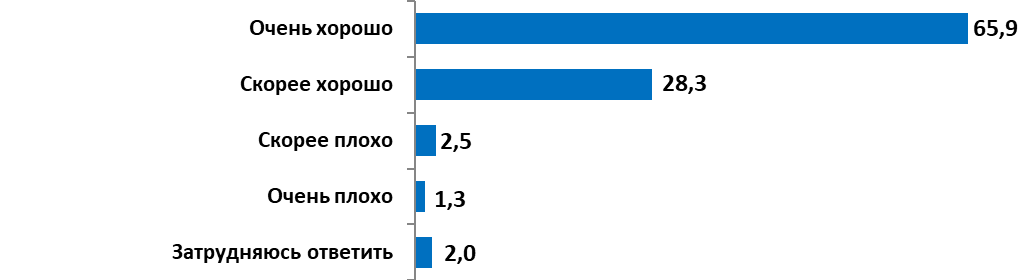 Очень хорошо 65,9
Скорее хорошо 28,3
Скорее плохо 2,5
Очень плохо 1,3
Затрудняюсь ответить 2,0